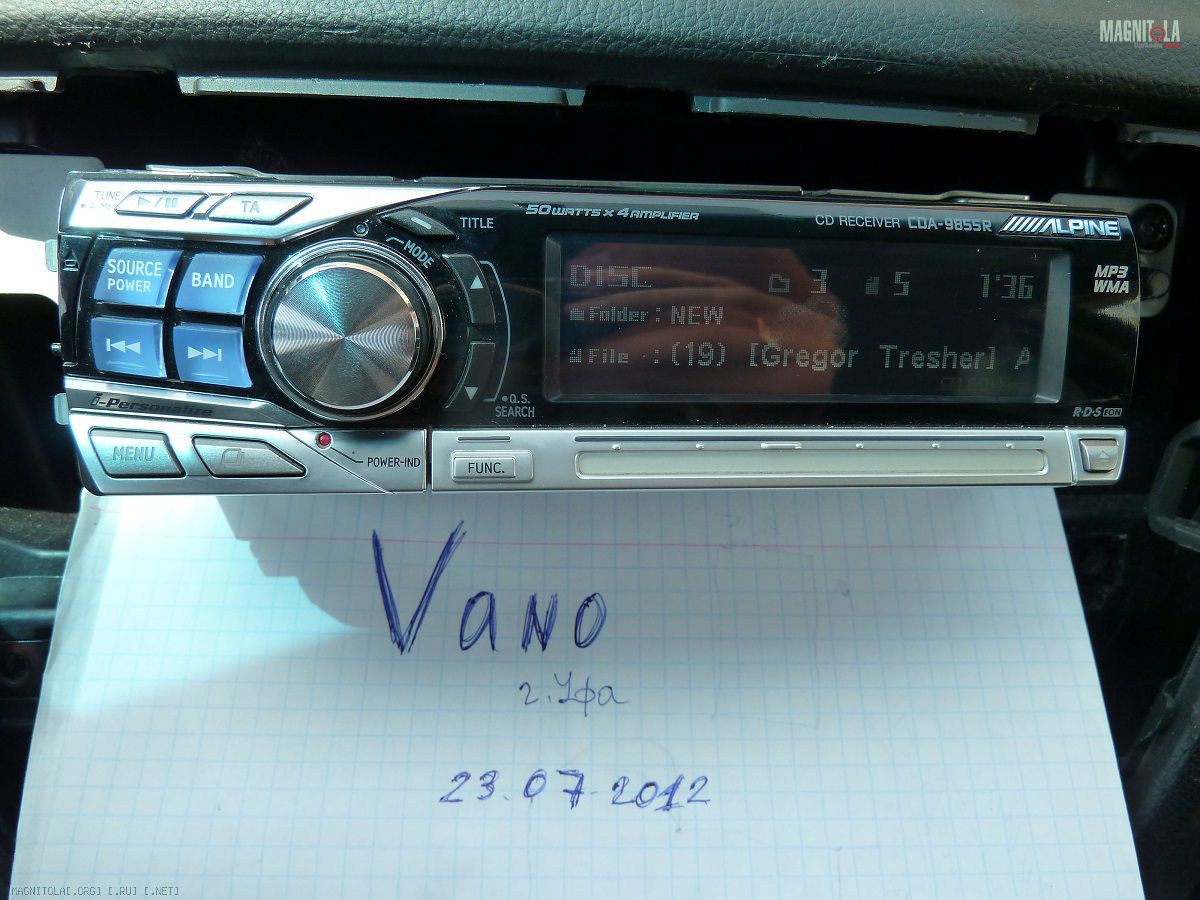 MAGNITOLA
TUNE
TA
TITLE
50WATTS x 4 AMPLIFIER
CD RECEIVER CDA-9855R ALPINE
MODE
SOURCE
POWER
BAND
MP3
WMA
DISC 3 5 1'36
Folder: NEW
File :(19) [Gregor Tresher] A
Q.S.
SEARCH
R·D·S EON
i-Personalize
MENU
POWER-IND
FUNC.
Vano
г. Уфа
23.07.2012
MAGNITOLA[.ORG] [.RU] [.NET]